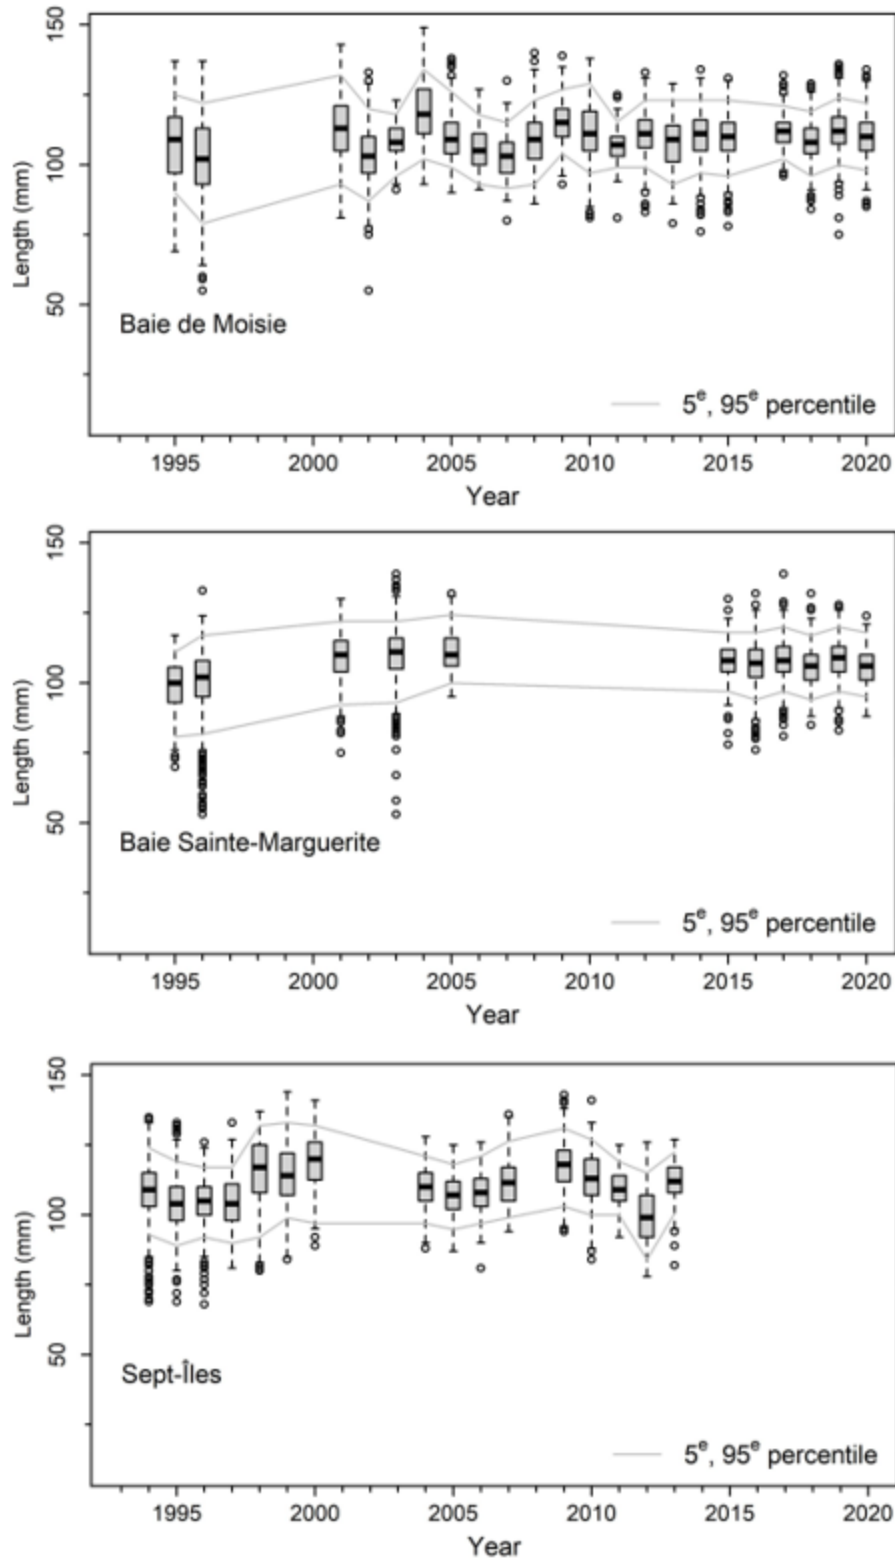 150
100
50
Length (mm)
Baie de Moisie
5e, 95e percentile
1995 2000 2005 2010 2015 2020
Year
150
100
50
Length (mm)
Baie Sainte-Marguerite
5e, 95e percentile
1995 2000 2005 2010 2015 2020
Year
150
100
50
Length (mm)
Sept-Îles
5e, 95e percentile
1995 2000 2005 2010 2015 2020
Year